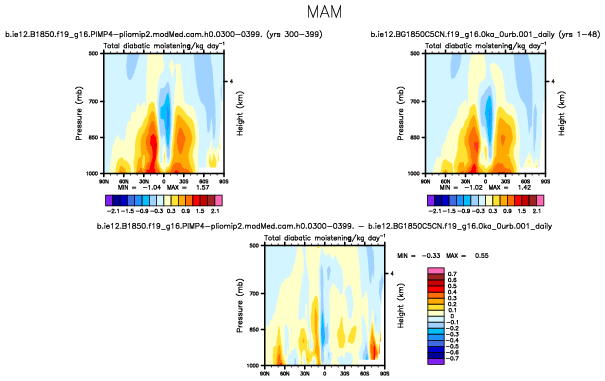 MAM
b.ie12.B1850.f19_g16.PIMP4-pliomip2.modMed.cam.h0.0300-0399. (yrs 300-399)
b.ie12.BG1850C5CN.f19_g16.0ka_0urb.001_daily (yrs 1-48)
Total diabatic moistening/kg day⁻¹
Total diabatic moistening/kg day⁻¹
500
700
850
1000
Pressure (mb)
4
Height (km)
500
700
850
1000
Pressure (mb)
4
Height (km)
90N 60N 30N 0 30S 60S 90S
90N 60N 30N 0 30S 60S 90S
MIN = -1.04 MAX = 1.57
MIN = -1.02 MAX = 1.42
-2.1 -1.5 -0.9 -0.3 0.3 0.9 1.5 2.1
-2.1 -1.5 -0.9 -0.3 0.3 0.9 1.5 2.1
b.ie12.B1850.f19_g16.PIMP4-pliomip2.modMed.cam.h0.0300-0399. - b.ie12.BG1850C5CN.f19_g16.0ka_0urb.001_daily
Total diabatic moistening/kg day⁻¹
MIN = -0.33 MAX = 0.55
500
700
850
1000
Pressure (mb)
4
Height (km)
90N 60N 30N 0 30S 60S 90S
0.7
0.6
0.5
0.4
0.3
0.2
0.1
0
-0.1
-0.2
-0.3
-0.4
-0.5
-0.6
-0.7